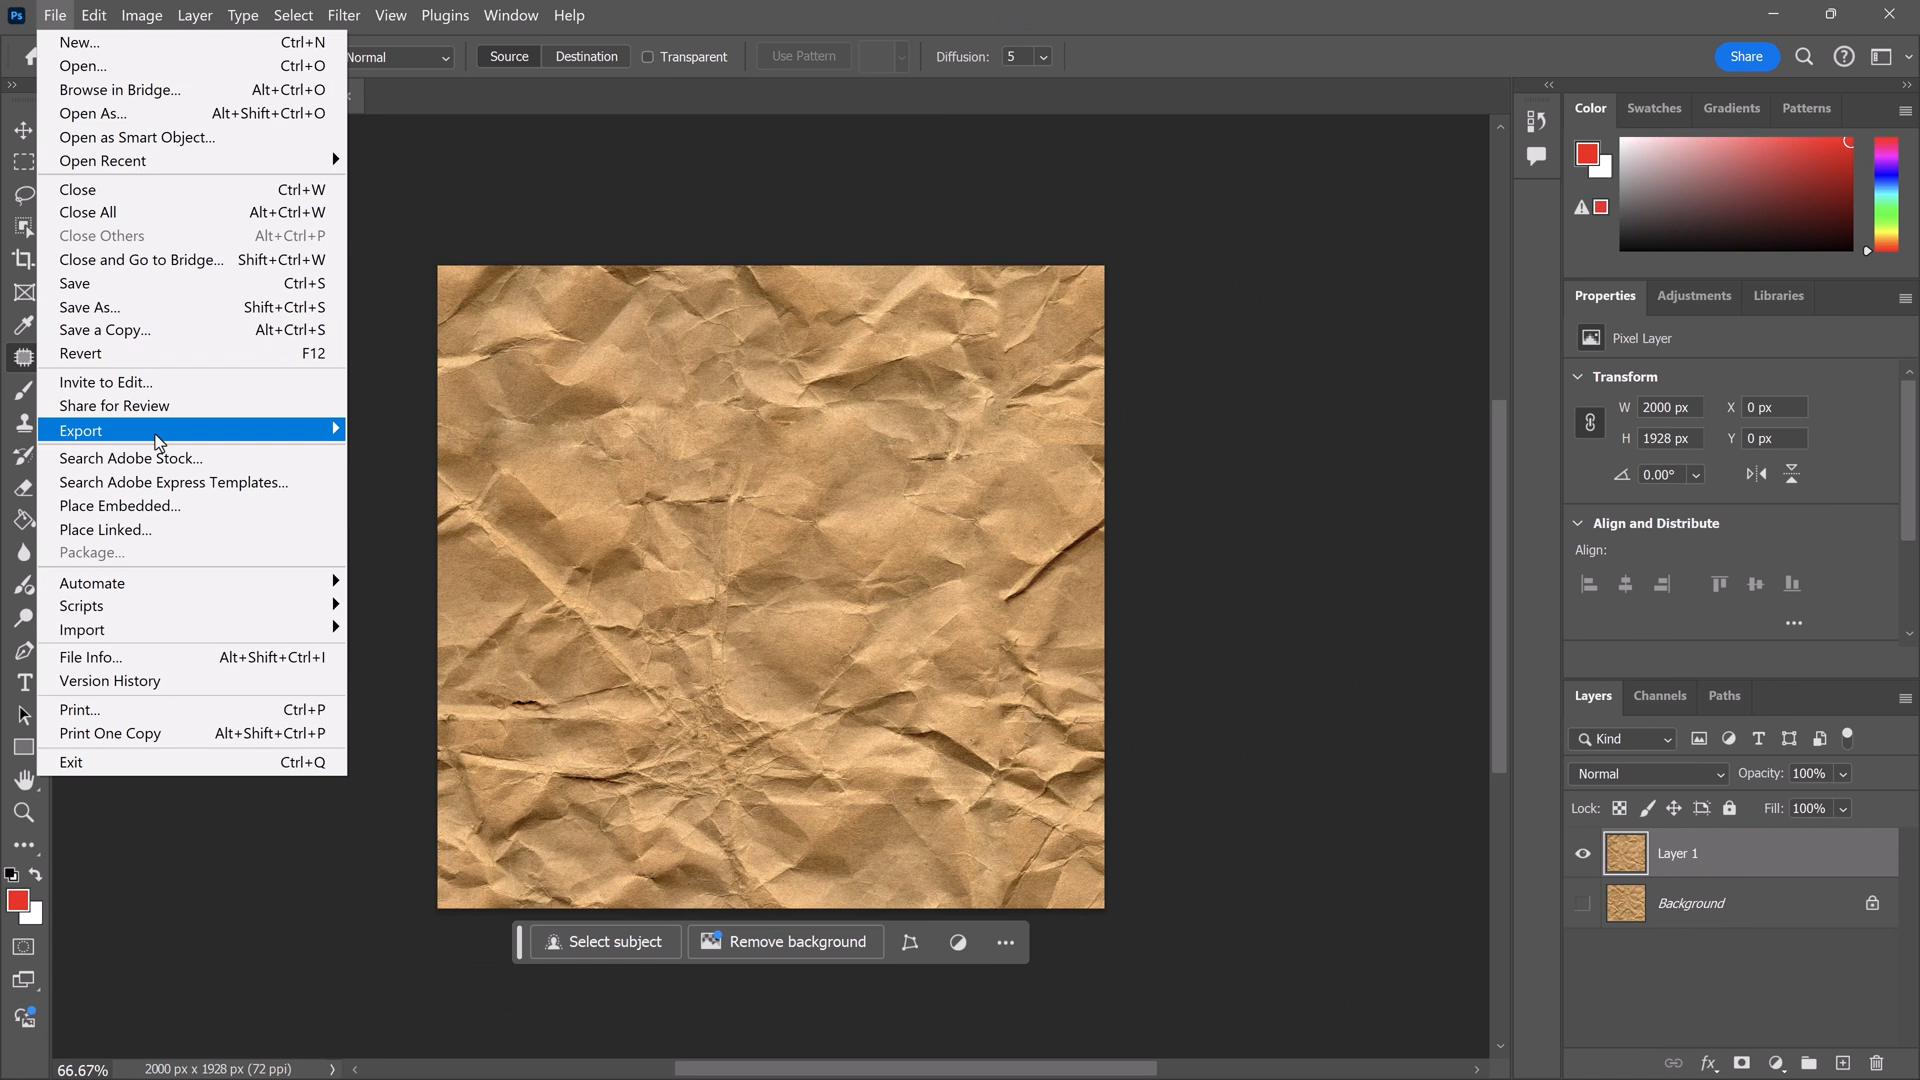 Ps File Edit Image Layer Type Select Filter View Plugins Window Help
Normal Source Destination Transparent Use Pattern Diffusion: 5 Share
New... Ctrl+N
Open... Ctrl+O
Browse in Bridge... Alt+Ctrl+O
Open As... Alt+Shift+Ctrl+O
Open as Smart Object...
Open Recent
Close Ctrl+W
Close All Alt+Ctrl+W
Close Others Alt+Ctrl+P
Close and Go to Bridge... Shift+Ctrl+W
Save Ctrl+S
Save As... Shift+Ctrl+S
Save a Copy... Alt+Ctrl+S
Revert F12
Invite to Edit...
Share for Review
Export
Search Adobe Stock...
Search Adobe Express Templates...
Place Embedded...
Place Linked...
Package...
Automate
Scripts
Import
File Info... Alt+Shift+Ctrl+I
Version History
Print... Ctrl+P
Print One Copy Alt+Shift+Ctrl+P
Exit Ctrl+Q
Select subject Remove background
66.67% 2000 px x 1928 px (72 ppi)
Color Swatches Gradients Patterns
Properties Adjustments Libraries
Pixel Layer
Transform
W 2000 px X 0 px
H 1928 px Y 0 px
0.00°
Align and Distribute
Align:
Layers Channels Paths
Kind
Normal Opacity: 100%
Lock: Fill: 100%
Layer 1
Background
fx